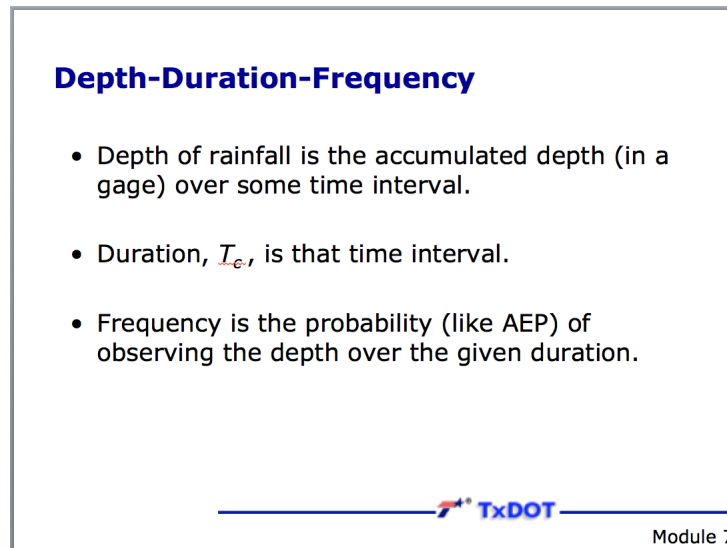 Depth-Duration-Frequency
• Depth of rainfall is the accumulated depth (in a
gage) over some time interval.
• Duration, Tc, is that time interval.
• Frequency is the probability (like AEP) of
observing the depth over the given duration.
TxDOT
Module 7